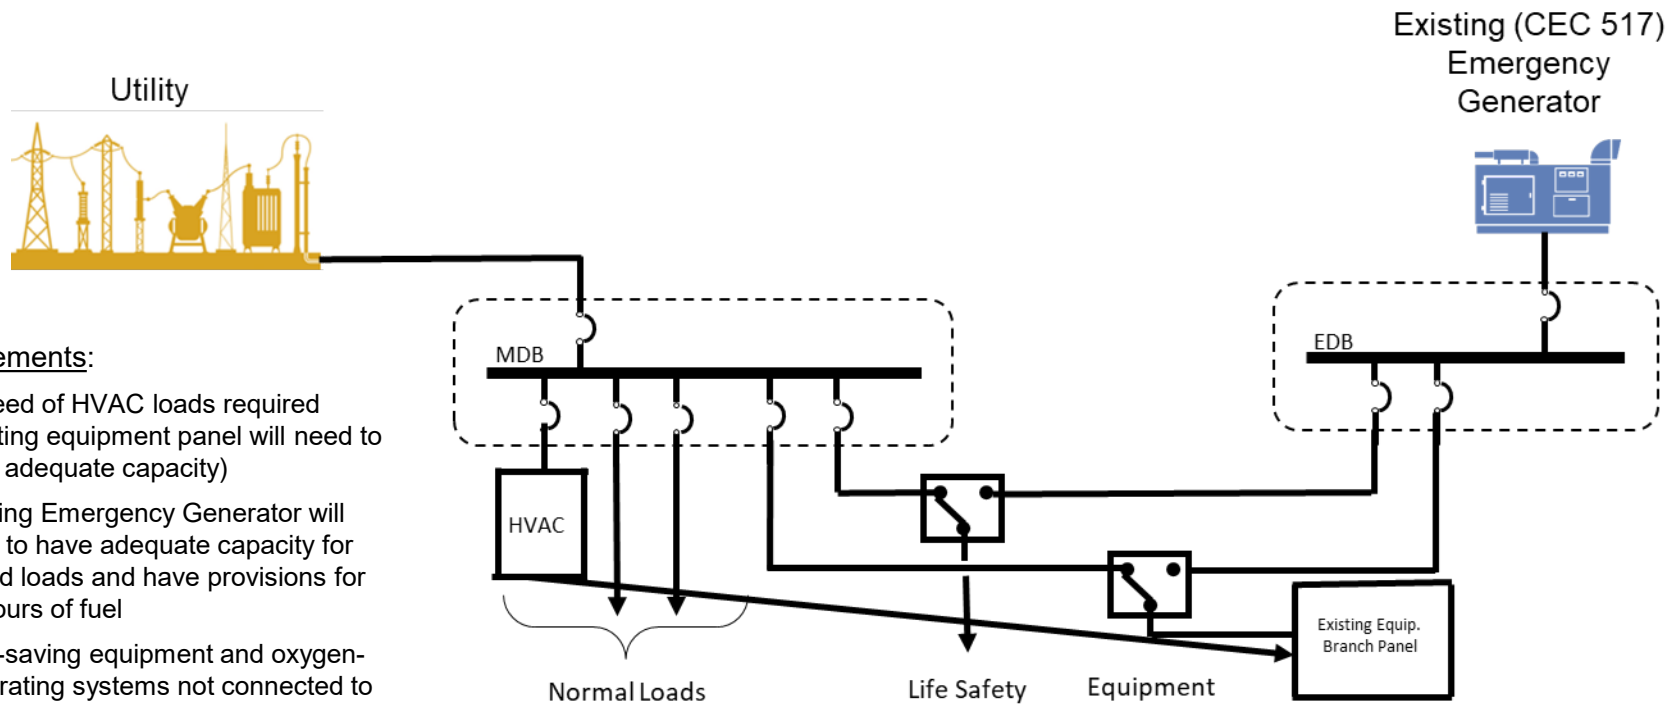 Existing (CEC 517)
Emergency
Generator
Utility
MDB
EDB
ements:
eed of HVAC loads required
ting equipment panel will need to
adequate capacity)
ing Emergency Generator will
to have adequate capacity for
d loads and have provisions for
ours of fuel
-saving equipment and oxygen-
rating systems not connected to
HVAC
Existing Equip.
Branch Panel
Normal Loads
Life Safety
Equipment